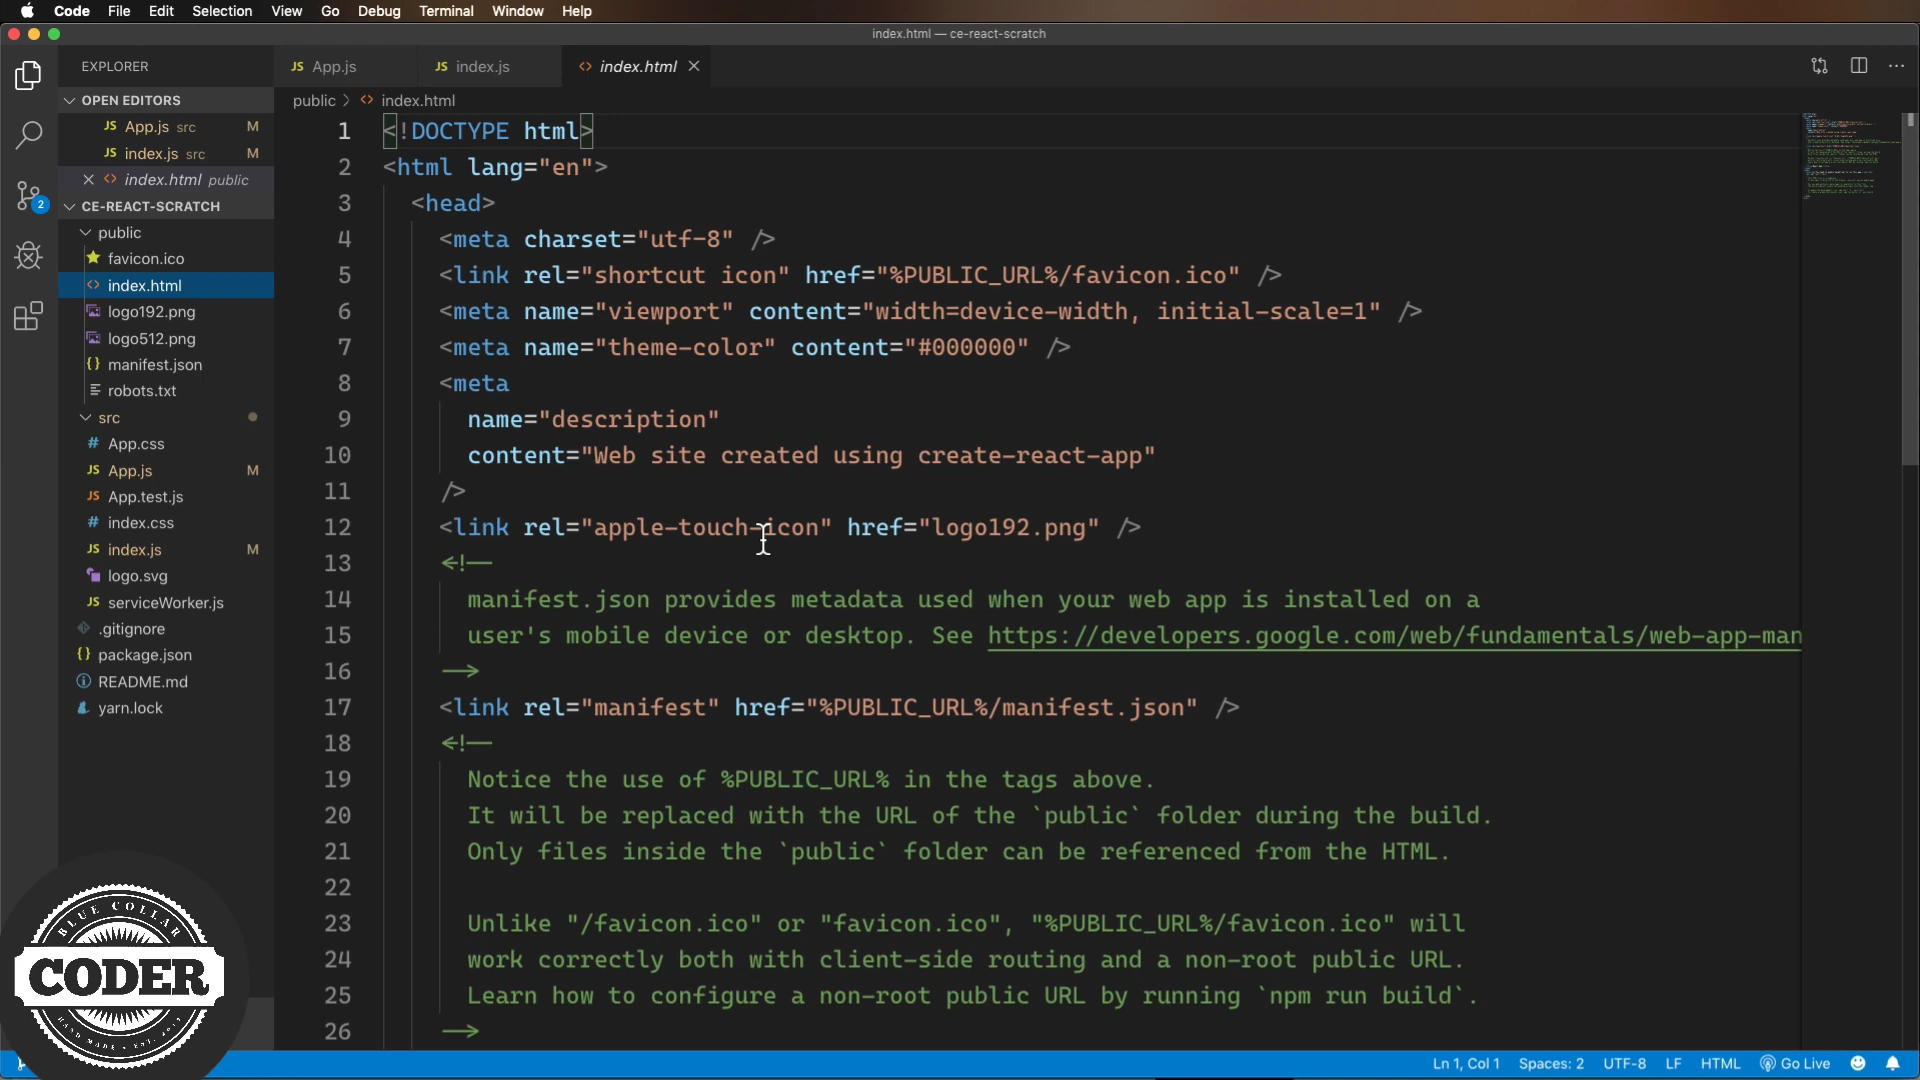 Code File Edit Selection View Go Debug Terminal Window Help
index.html — ce-react-scratch
EXPLORER
OPEN EDITORS
JS App.js src M
JS index.js src M
<> index.html public
2
CE-REACT-SCRATCH
public
favicon.ico
<> index.html
logo192.png
logo512.png
{} manifest.json
robots.txt
src
# App.css
JS App.js M
JS App.test.js
# index.css
JS index.js M
logo.svg
JS serviceWorker.js
.gitignore
{} package.json
README.md
yarn.lock
JS App.js JS index.js <> index.html
public > <> index.html
1 <!DOCTYPE html>
2 <html lang="en">
3 <head>
4 <meta charset="utf-8" />
5 <link rel="shortcut icon" href="%PUBLIC_URL%/favicon.ico" />
6 <meta name="viewport" content="width=device-width, initial-scale=1" />
7 <meta name="theme-color" content="#000000" />
8 <meta
9 name="description"
10 content="Web site created using create-react-app"
11 />
12 <link rel="apple-touch-icon" href="logo192.png" />
13 <!--
14 manifest.json provides metadata used when your web app is installed on a
15 user's mobile device or desktop. See https://developers.google.com/web/fundamentals/web-app-man
16 -->
17 <link rel="manifest" href="%PUBLIC_URL%/manifest.json" />
18 <!--
19 Notice the use of %PUBLIC_URL% in the tags above.
20 It will be replaced with the URL of the `public` folder during the build.
21 Only files inside the `public` folder can be referenced from the HTML.
22
23 Unlike "/favicon.ico" or "favicon.ico", "%PUBLIC_URL%/favicon.ico" will
24 work correctly both with client-side routing and a non-root public URL.
25 Learn how to configure a non-root public URL by running `npm run build`.
26 -->
BLUE COLLAR
CODER
HAND MADE • EST.
Ln 1, Col 1 Spaces: 2 UTF-8 LF HTML Go Live